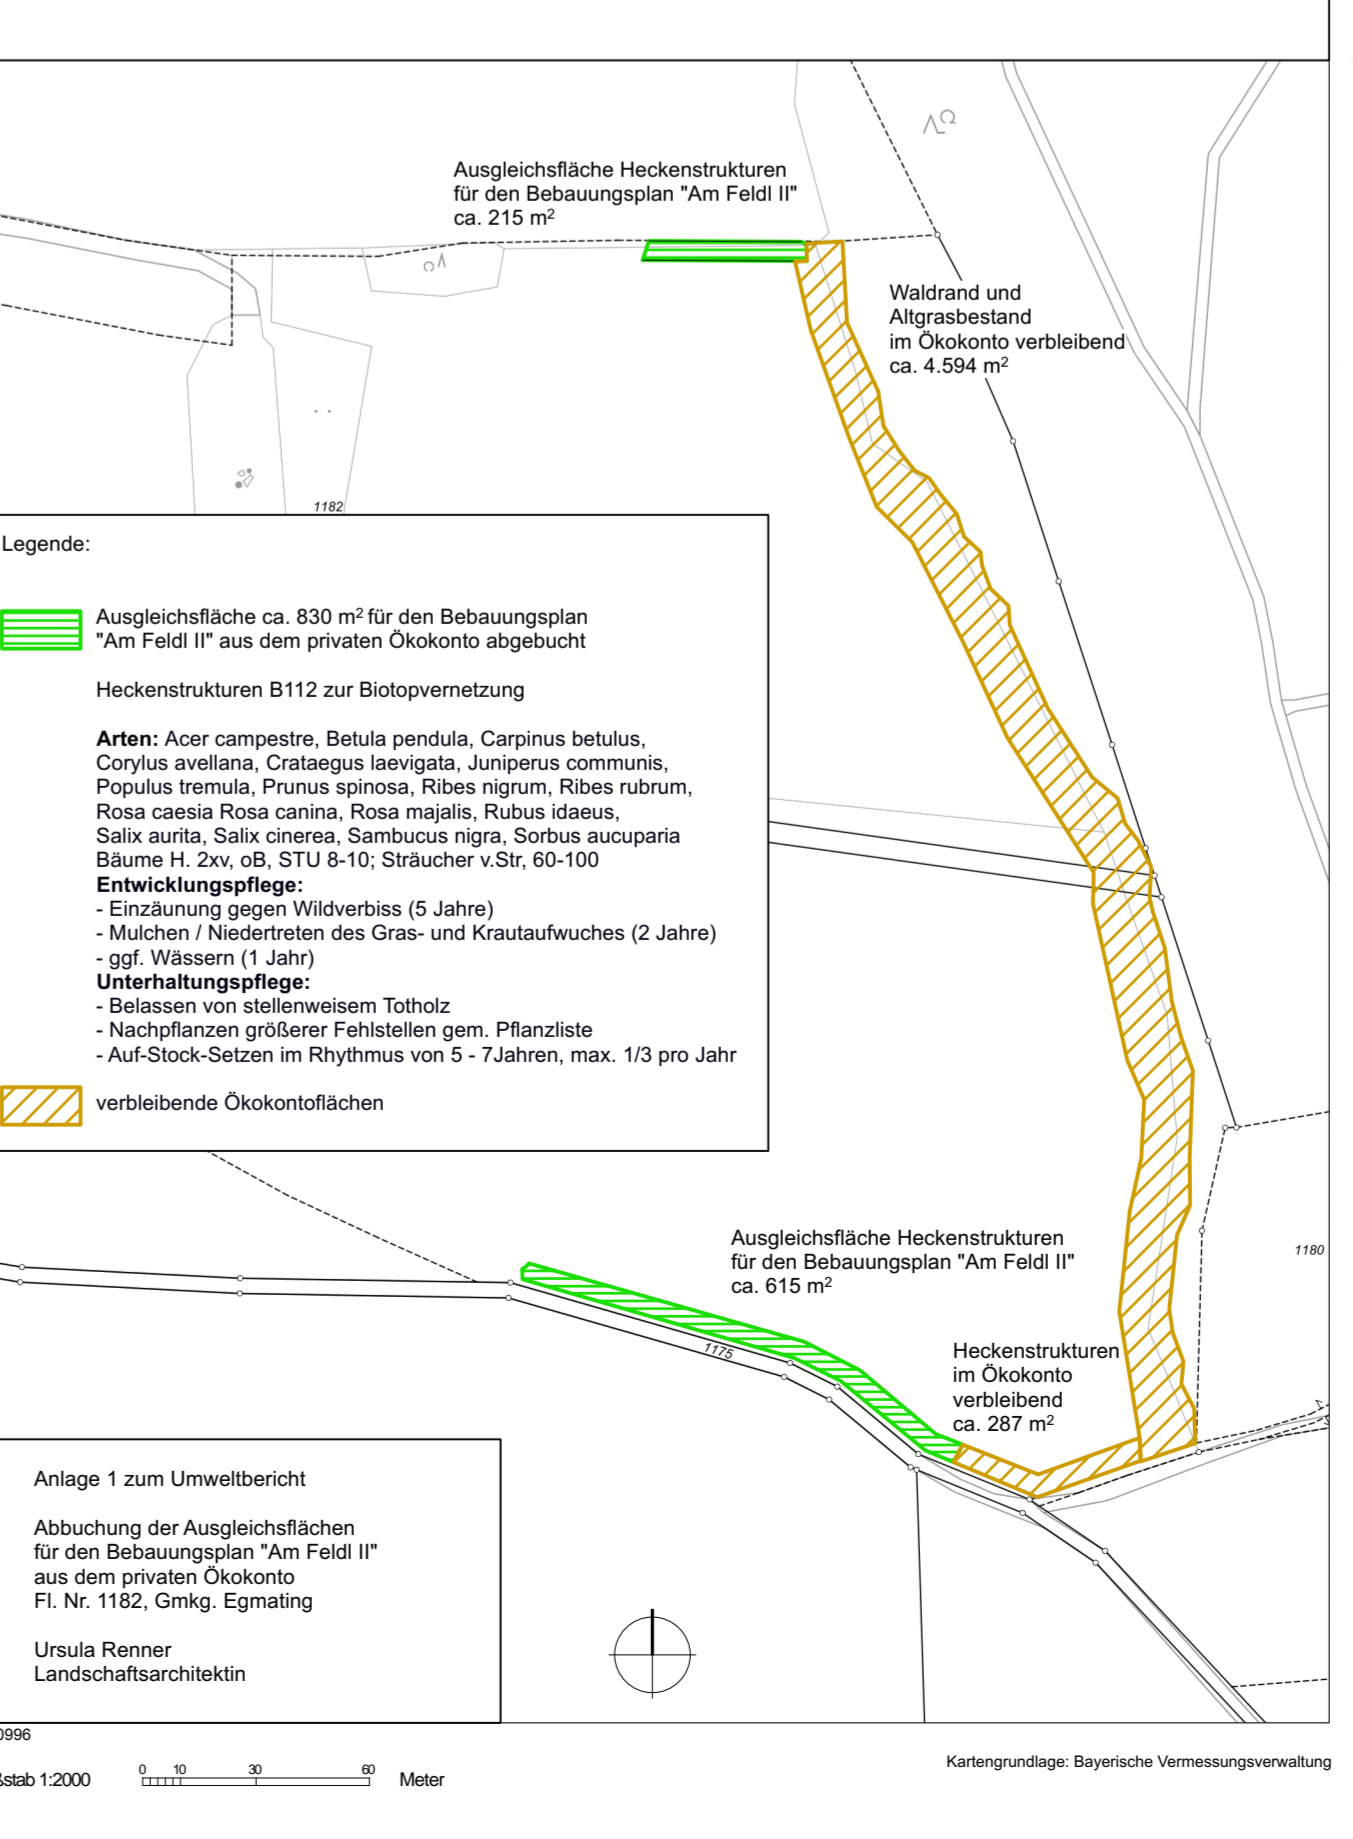 Ausgleichsfläche Heckenstrukturen
für den Bebauungsplan "Am Feldl II"
ca. 215 m²
Waldrand und
Altgrasbestand
im Ökokonto verbleibend
ca. 4.594 m²
1182
Legende:
Ausgleichsfläche ca. 830 m² für den Bebauungsplan
"Am Feldl II" aus dem privaten Ökokonto abgebucht
Heckenstrukturen B112 zur Biotopvernetzung
Arten: Acer campestre, Betula pendula, Carpinus betulus,
Corylus avellana, Crataegus laevigata, Juniperus communis,
Populus tremula, Prunus spinosa, Ribes nigrum, Ribes rubrum,
Rosa caesia Rosa canina, Rosa majalis, Rubus idaeus,
Salix aurita, Salix cinerea, Sambucus nigra, Sorbus aucuparia
Bäume H. 2xv, oB, STU 8-10; Sträucher v.Str, 60-100
Entwicklungspflege:
- Einzäunung gegen Wildverbiss (5 Jahre)
- Mulchen / Niedertreten des Gras- und Krautaufwuches (2 Jahre)
- ggf. Wässern (1 Jahr)
Unterhaltungspflege:
- Belassen von stellenweisem Totholz
- Nachpflanzen größerer Fehlstellen gem. Pflanzliste
- Auf-Stock-Setzen im Rhythmus von 5 - 7Jahren, max. 1/3 pro Jahr
verbleibende Ökokontoflächen
Ausgleichsfläche Heckenstrukturen
für den Bebauungsplan "Am Feldl II"
ca. 615 m²
1180
1175
Heckenstrukturen
im Ökokonto
verbleibend
ca. 287 m²
Anlage 1 zum Umweltbericht
Abbuchung der Ausgleichsflächen
für den Bebauungsplan "Am Feldl II"
aus dem privaten Ökokonto
Fl. Nr. 1182, Gmkg. Egmating
Ursula Renner
Landschaftsarchitektin
0996
ßstab 1:2000
0 10 30 60 Meter
Kartengrundlage: Bayerische Vermessungsverwaltung